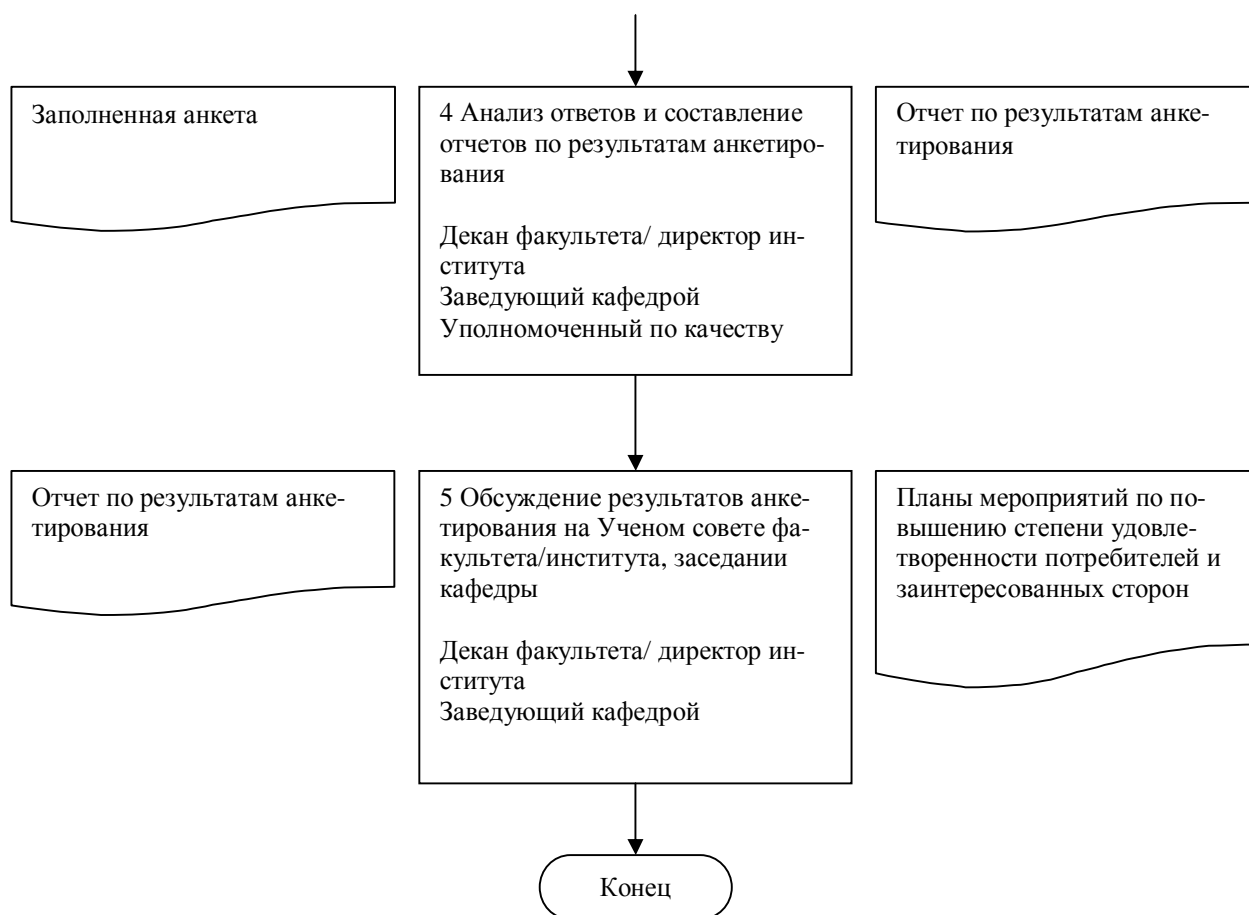 Заполненная анкета
4 Анализ ответов и составление
отчетов по результатам анкетиро-
вания
Декан факультета/ директор ин-
ститута
Заведующий кафедрой
Уполномоченный по качеству
Отчет по результатам анке-
тирования
Отчет по результатам анке-
тирования
5 Обсуждение результатов анке-
тирования на Ученом совете фа-
культета/института, заседании
кафедры
Декан факультета/ директор ин-
ститута
Заведующий кафедрой
Планы мероприятий по по-
вышению степени удовле-
творенности потребителей и
заинтересованных сторон
Конец